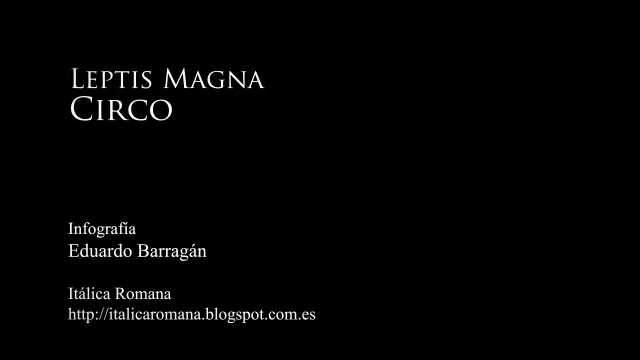 Leptis Magna
Circo
Infografía
Eduardo Barragán
Itálica Romana
http://italicaromana.blogspot.com.es